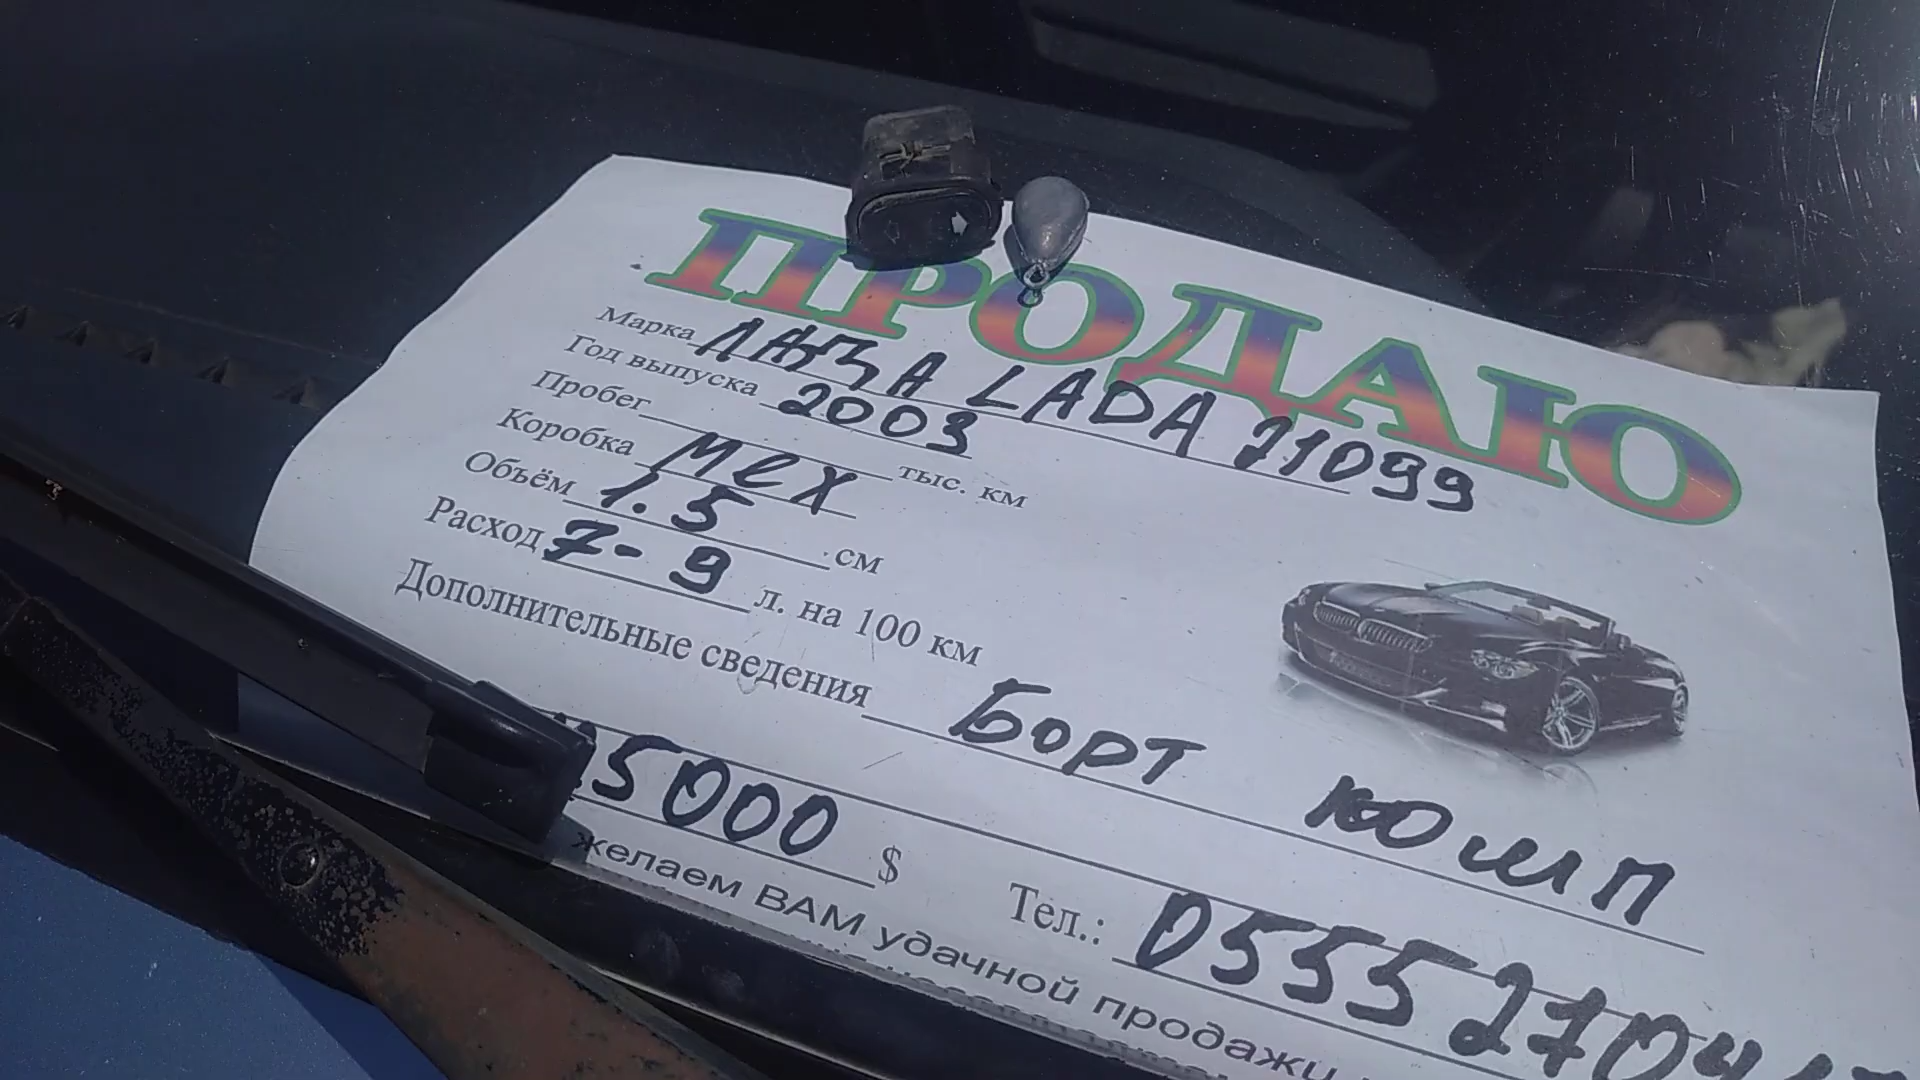 ПРОДАЮ
Марка ЛАДА LADA 21099
Год выпуска 2003
Пробег тыс. км
Коробка мех
Объём 1.5 см
Расход 7-9 л. на 100 км
Дополнительные сведения Борт
комп
5000 $ Тел.: 0555 270
желаем ВАМ удачной продажи